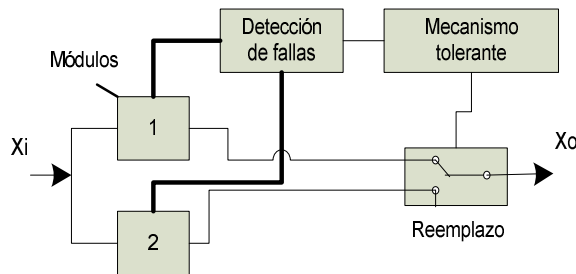 Detección
de fallas
Mecanismo
tolerante
Módulos
1
Xi
Xo
2
Reemplazo